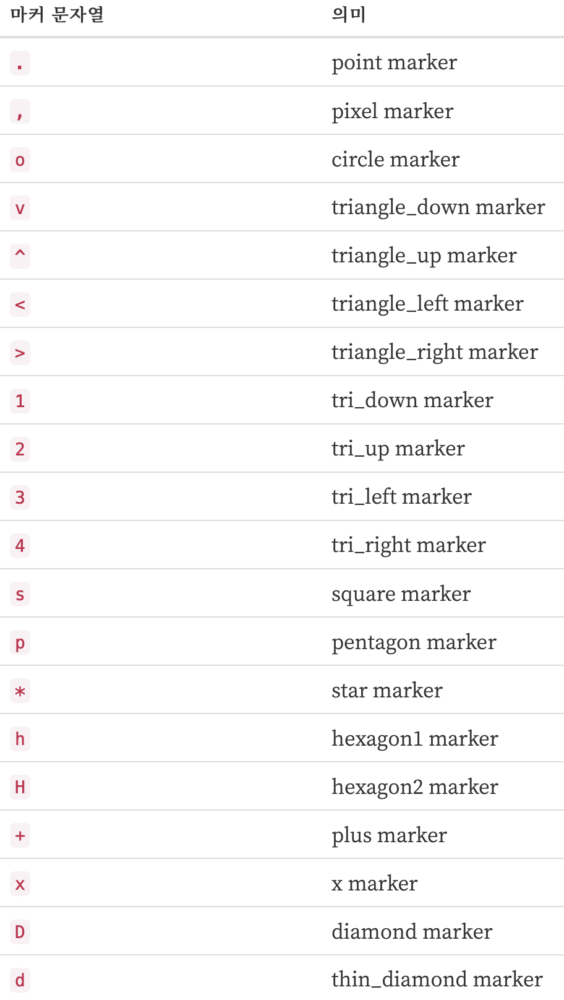 마커 문자열 의미
. point marker
, pixel marker
o circle marker
v triangle_down marker
^ triangle_up marker
< triangle_left marker
> triangle_right marker
1 tri_down marker
2 tri_up marker
3 tri_left marker
4 tri_right marker
s square marker
p pentagon marker
* star marker
h hexagon1 marker
H hexagon2 marker
+ plus marker
x x marker
D diamond marker
d thin_diamond marker